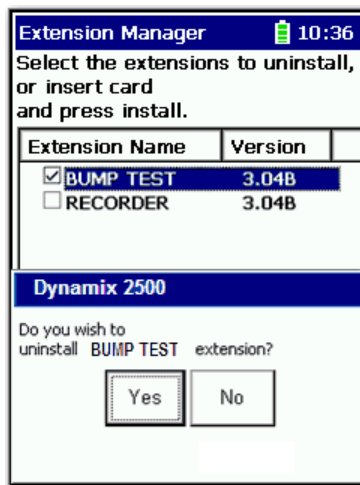 Extension Manager 10:36
Select the extensions to uninstall,
or insert card
and press install.
Extension Name Version
BUMP TEST 3.04B
RECORDER 3.04B
Dynamix 2500
Do you wish to
uninstall BUMP TEST extension?
Yes No